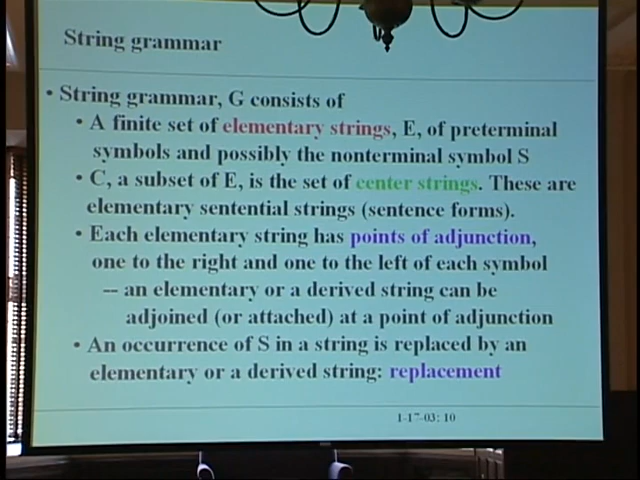 String grammar
• String grammar, G consists of
• A finite set of elementary strings, E, of preterminal
symbols and possibly the nonterminal symbol S
• C, a subset of E, is the set of center strings. These are
elementary sentential strings (sentence forms).
• Each elementary string has points of adjunction,
one to the right and one to the left of each symbol
-- an elementary or a derived string can be
adjoined (or attached) at a point of adjunction
• An occurrence of S in a string is replaced by an
elementary or a derived string: replacement
1-17-03: 10